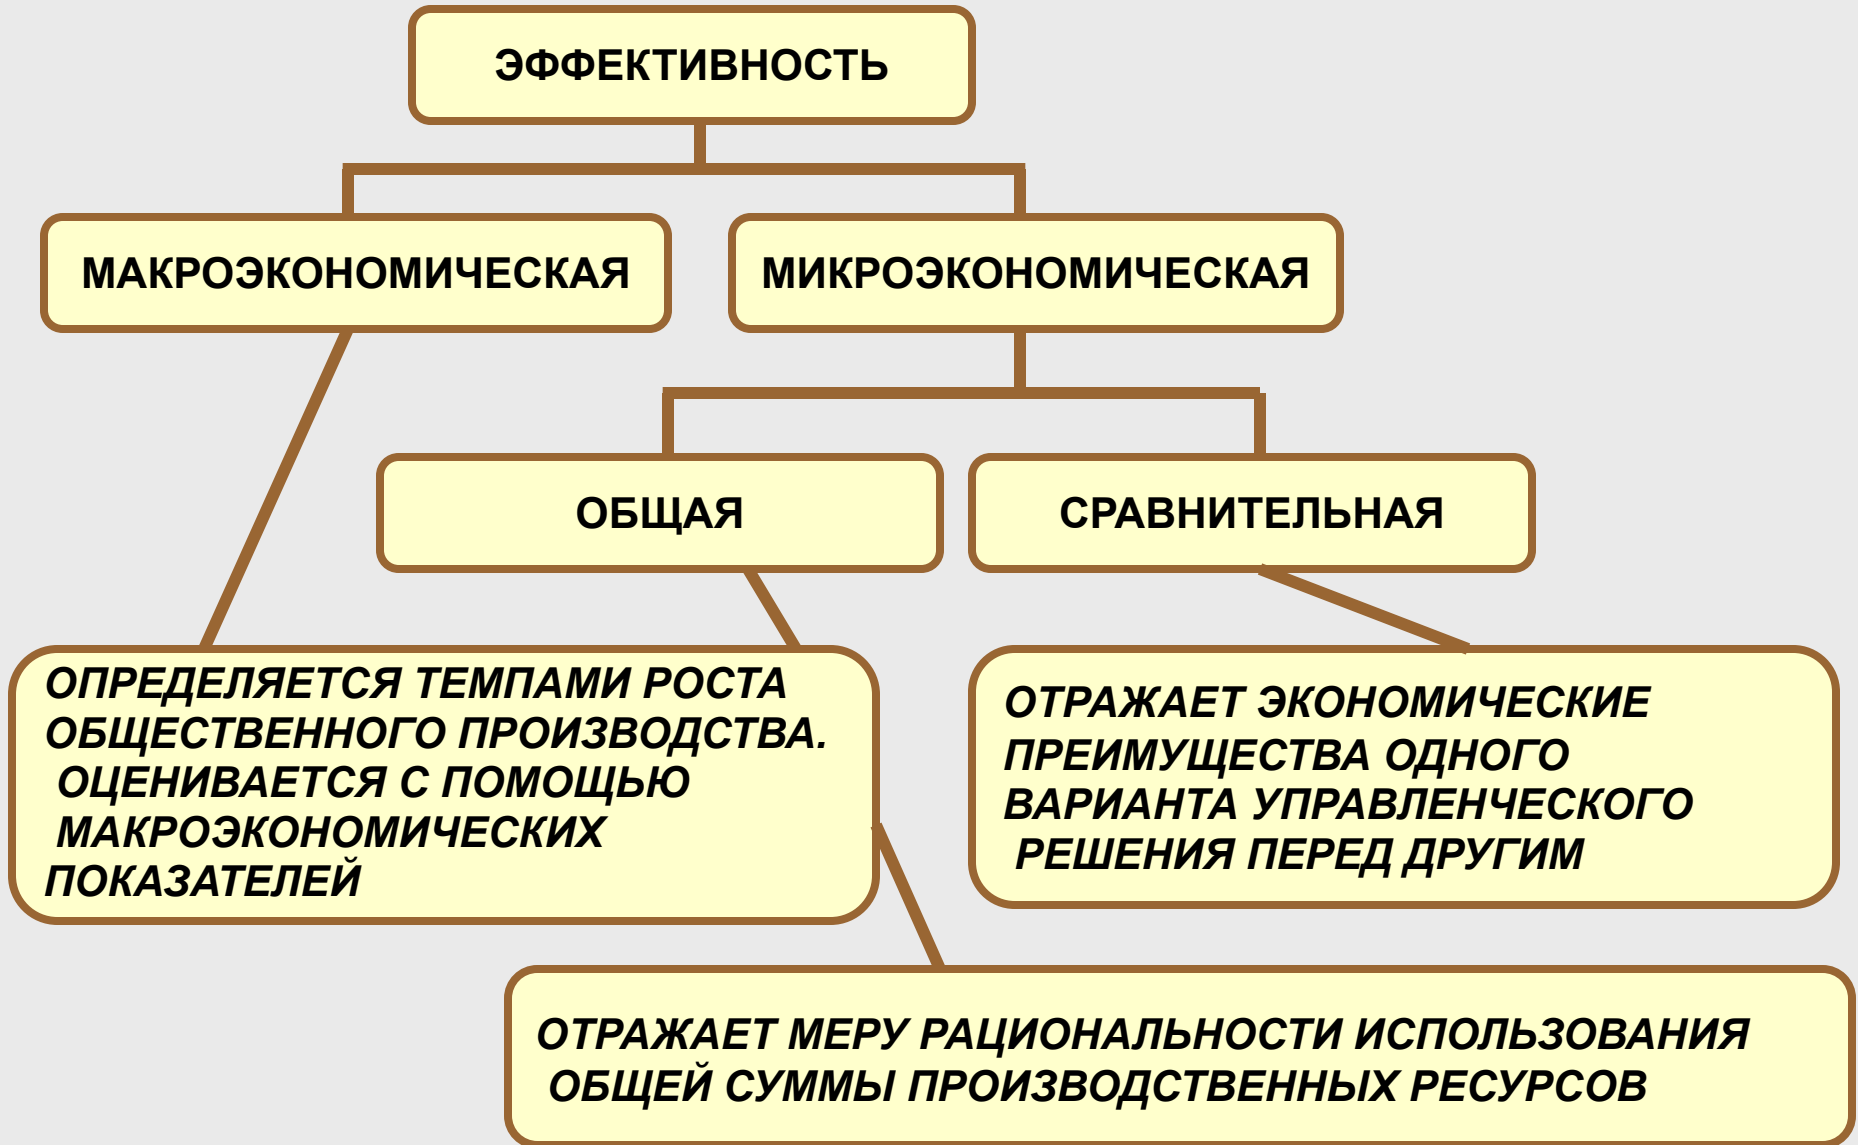 ЭФФЕКТИВНОСТЬ
МАКРОЭКОНОМИЧЕСКАЯ
МИКРОЭКОНОМИЧЕСКАЯ
ОБЩАЯ
СРАВНИТЕЛЬНАЯ
ОПРЕДЕЛЯЕТСЯ ТЕМПАМИ РОСТА
ОБЩЕСТВЕННОГО ПРОИЗВОДСТВА.
ОЦЕНИВАЕТСЯ С ПОМОЩЬЮ
МАКРОЭКОНОМИЧЕСКИХ
ПОКАЗАТЕЛЕЙ
ОТРАЖАЕТ ЭКОНОМИЧЕСКИЕ
ПРЕИМУЩЕСТВА ОДНОГО
ВАРИАНТА УПРАВЛЕНЧЕСКОГО
РЕШЕНИЯ ПЕРЕД ДРУГИМ
ОТРАЖАЕТ МЕРУ РАЦИОНАЛЬНОСТИ ИСПОЛЬЗОВАНИЯ
ОБЩЕЙ СУММЫ ПРОИЗВОДСТВЕННЫХ РЕСУРСОВ